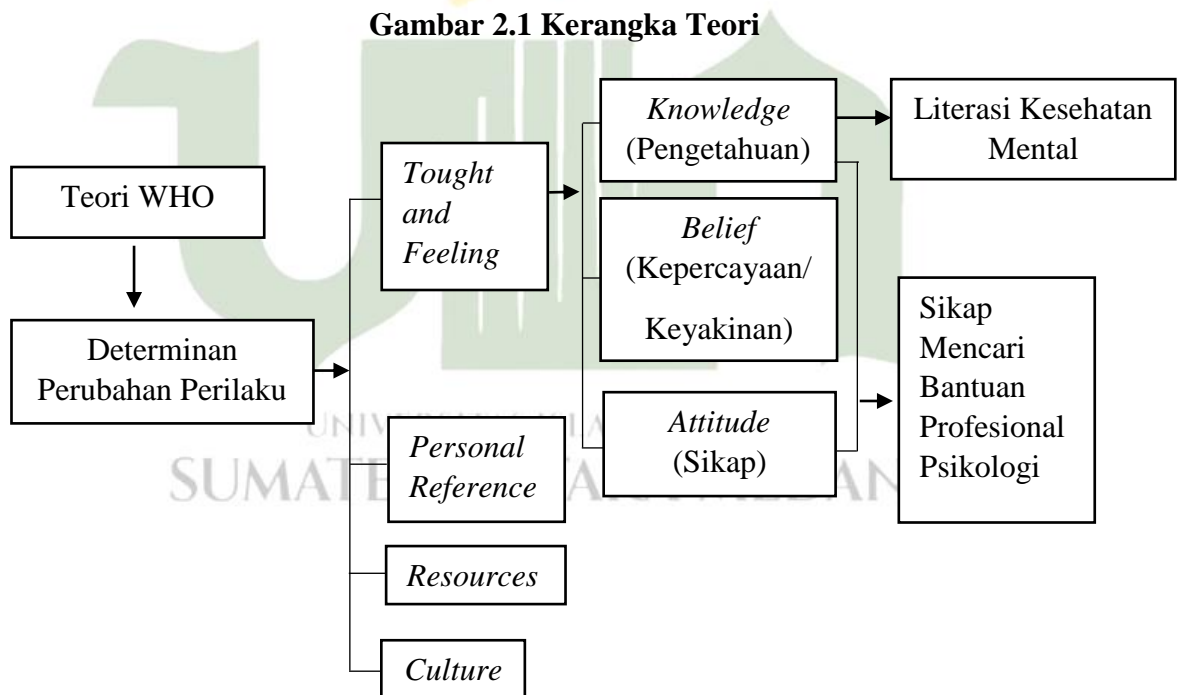 Gambar 2.1 Kerangka Teori
Teori WHO
Determinan
Perubahan Perilaku
Tought
and
Feeling
Personal
Reference
Resources
Culture
Knowledge
(Pengetahuan)
Belief
(Kepercayaan/
Keyakinan)
Attitude
(Sikap)
Literasi Kesehatan
Mental
Sikap
Mencari
Bantuan
Profesional
Psikologi